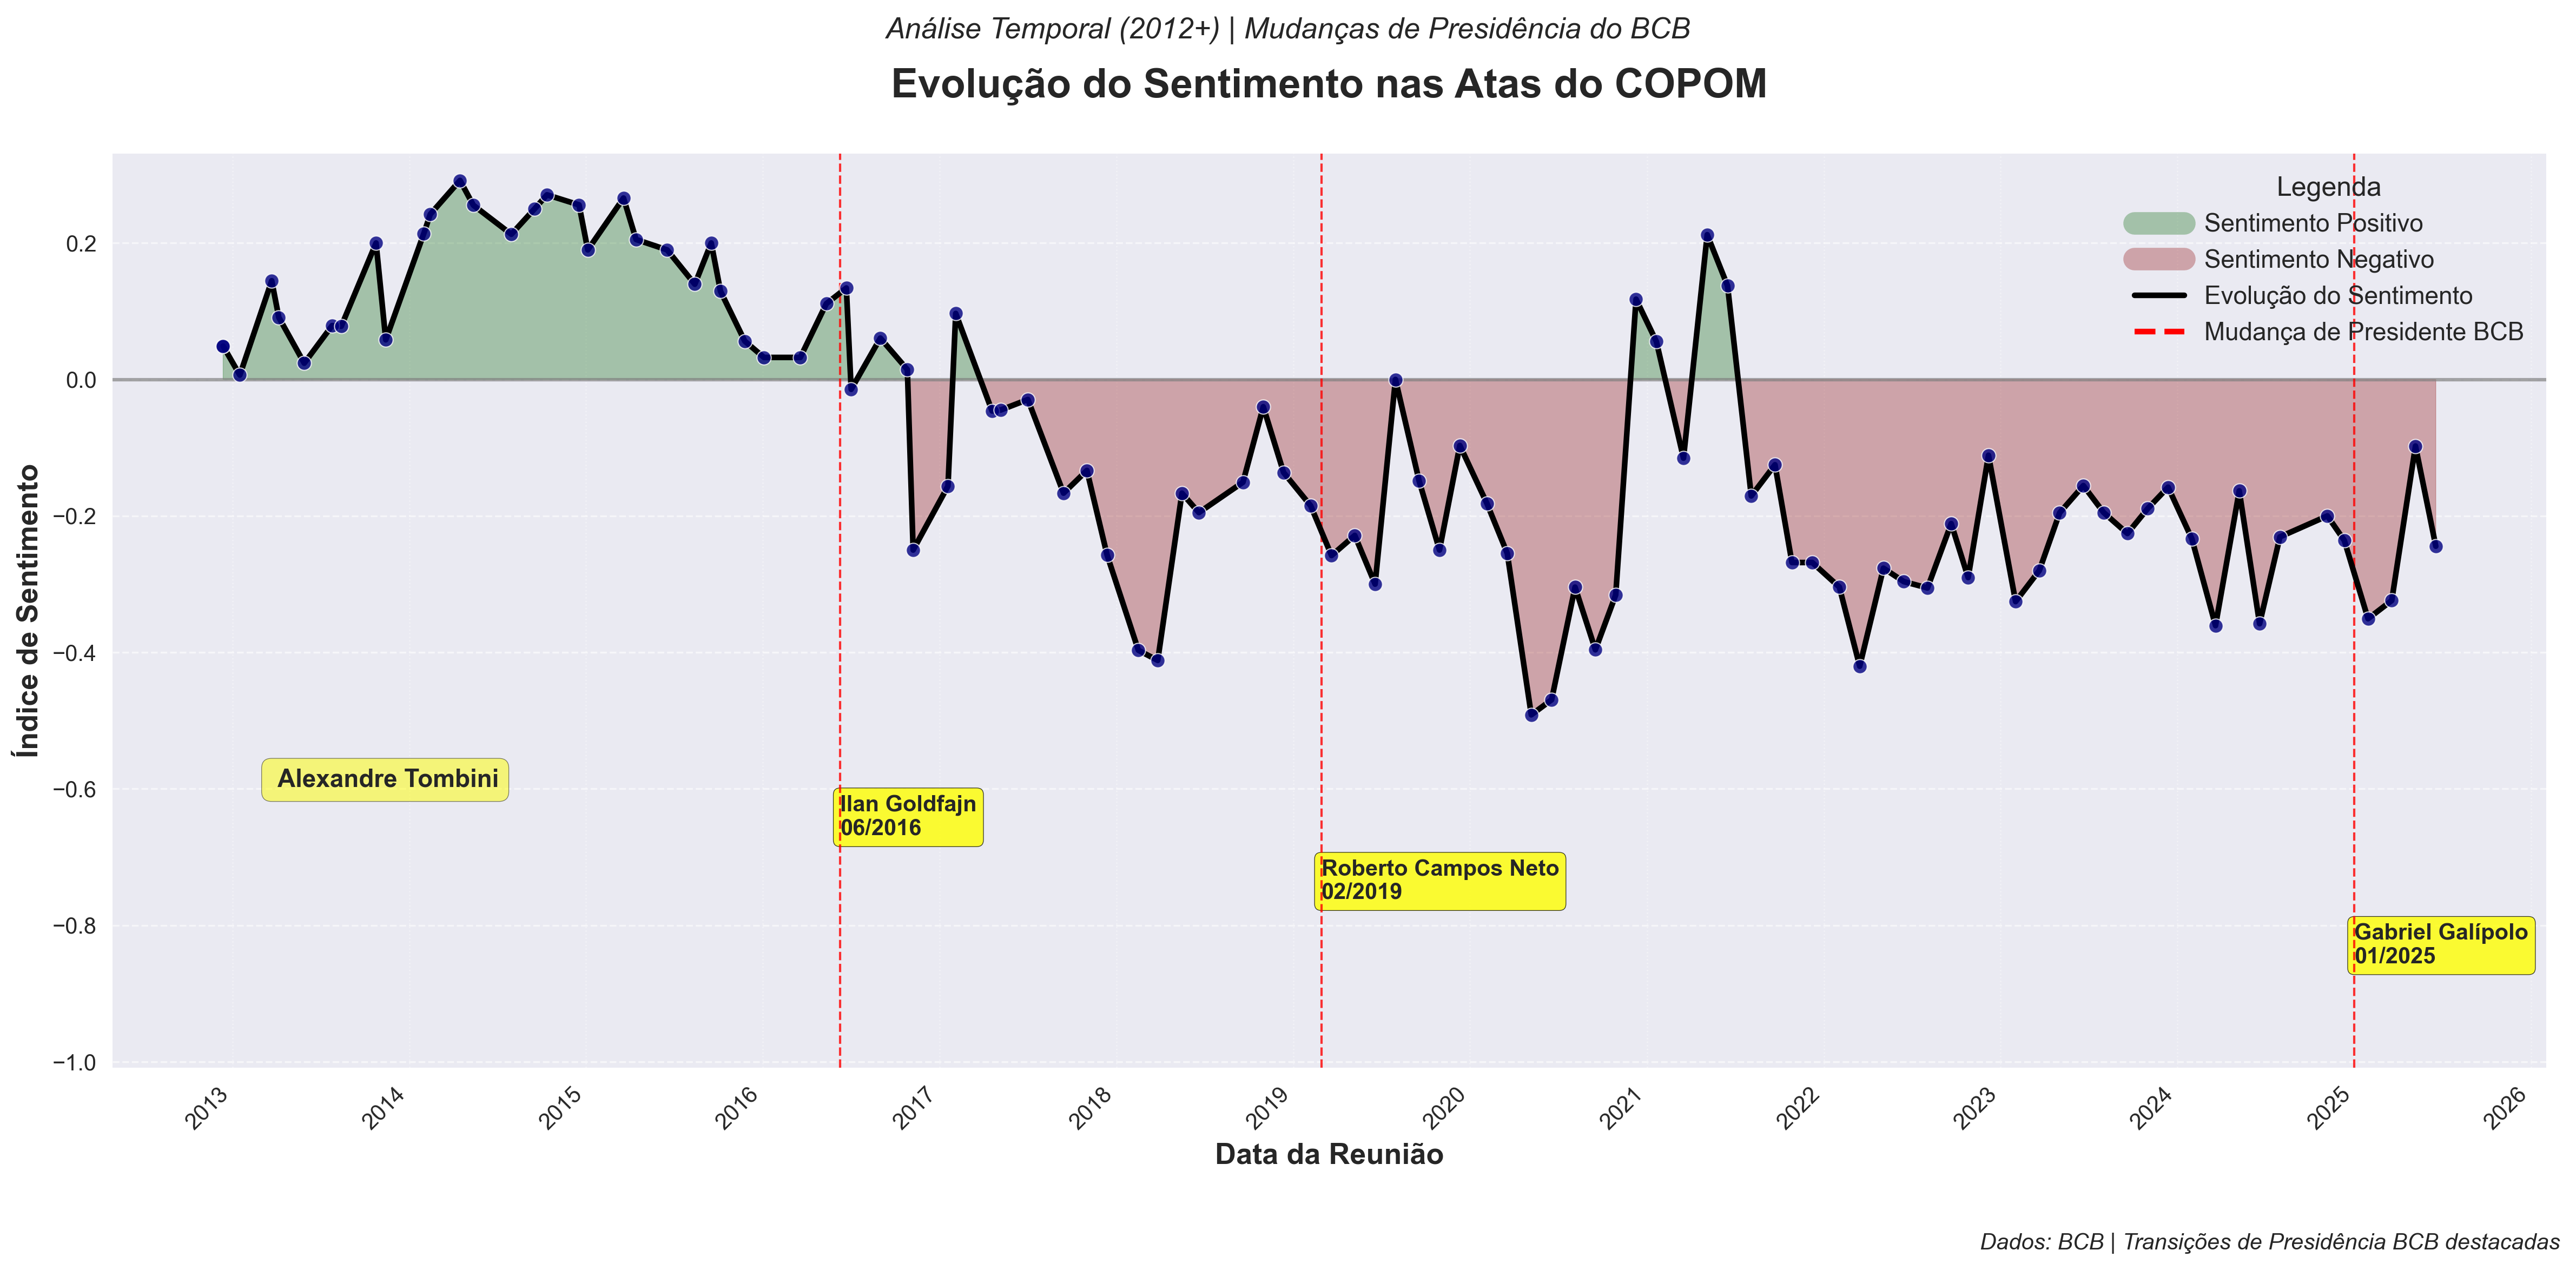 Análise Temporal (2012+) | Mudanças de Presidência do BCB
Evolução do Sentimento nas Atas do COPOM
Legenda
Sentimento Positivo
Sentimento Negativo
Evolução do Sentimento
Mudança de Presidente BCB
Índice de Sentimento
0.2
0.0
−0.2
−0.4
−0.6
−0.8
−1.0
Alexandre Tombini
Ilan Goldfajn
06/2016
Roberto Campos Neto
02/2019
Gabriel Galípolo
01/2025
2013
2014
2015
2016
2017
2018
2019
2020
2021
2022
2023
2024
2025
2026
Data da Reunião
Dados: BCB | Transições de Presidência BCB destacadas